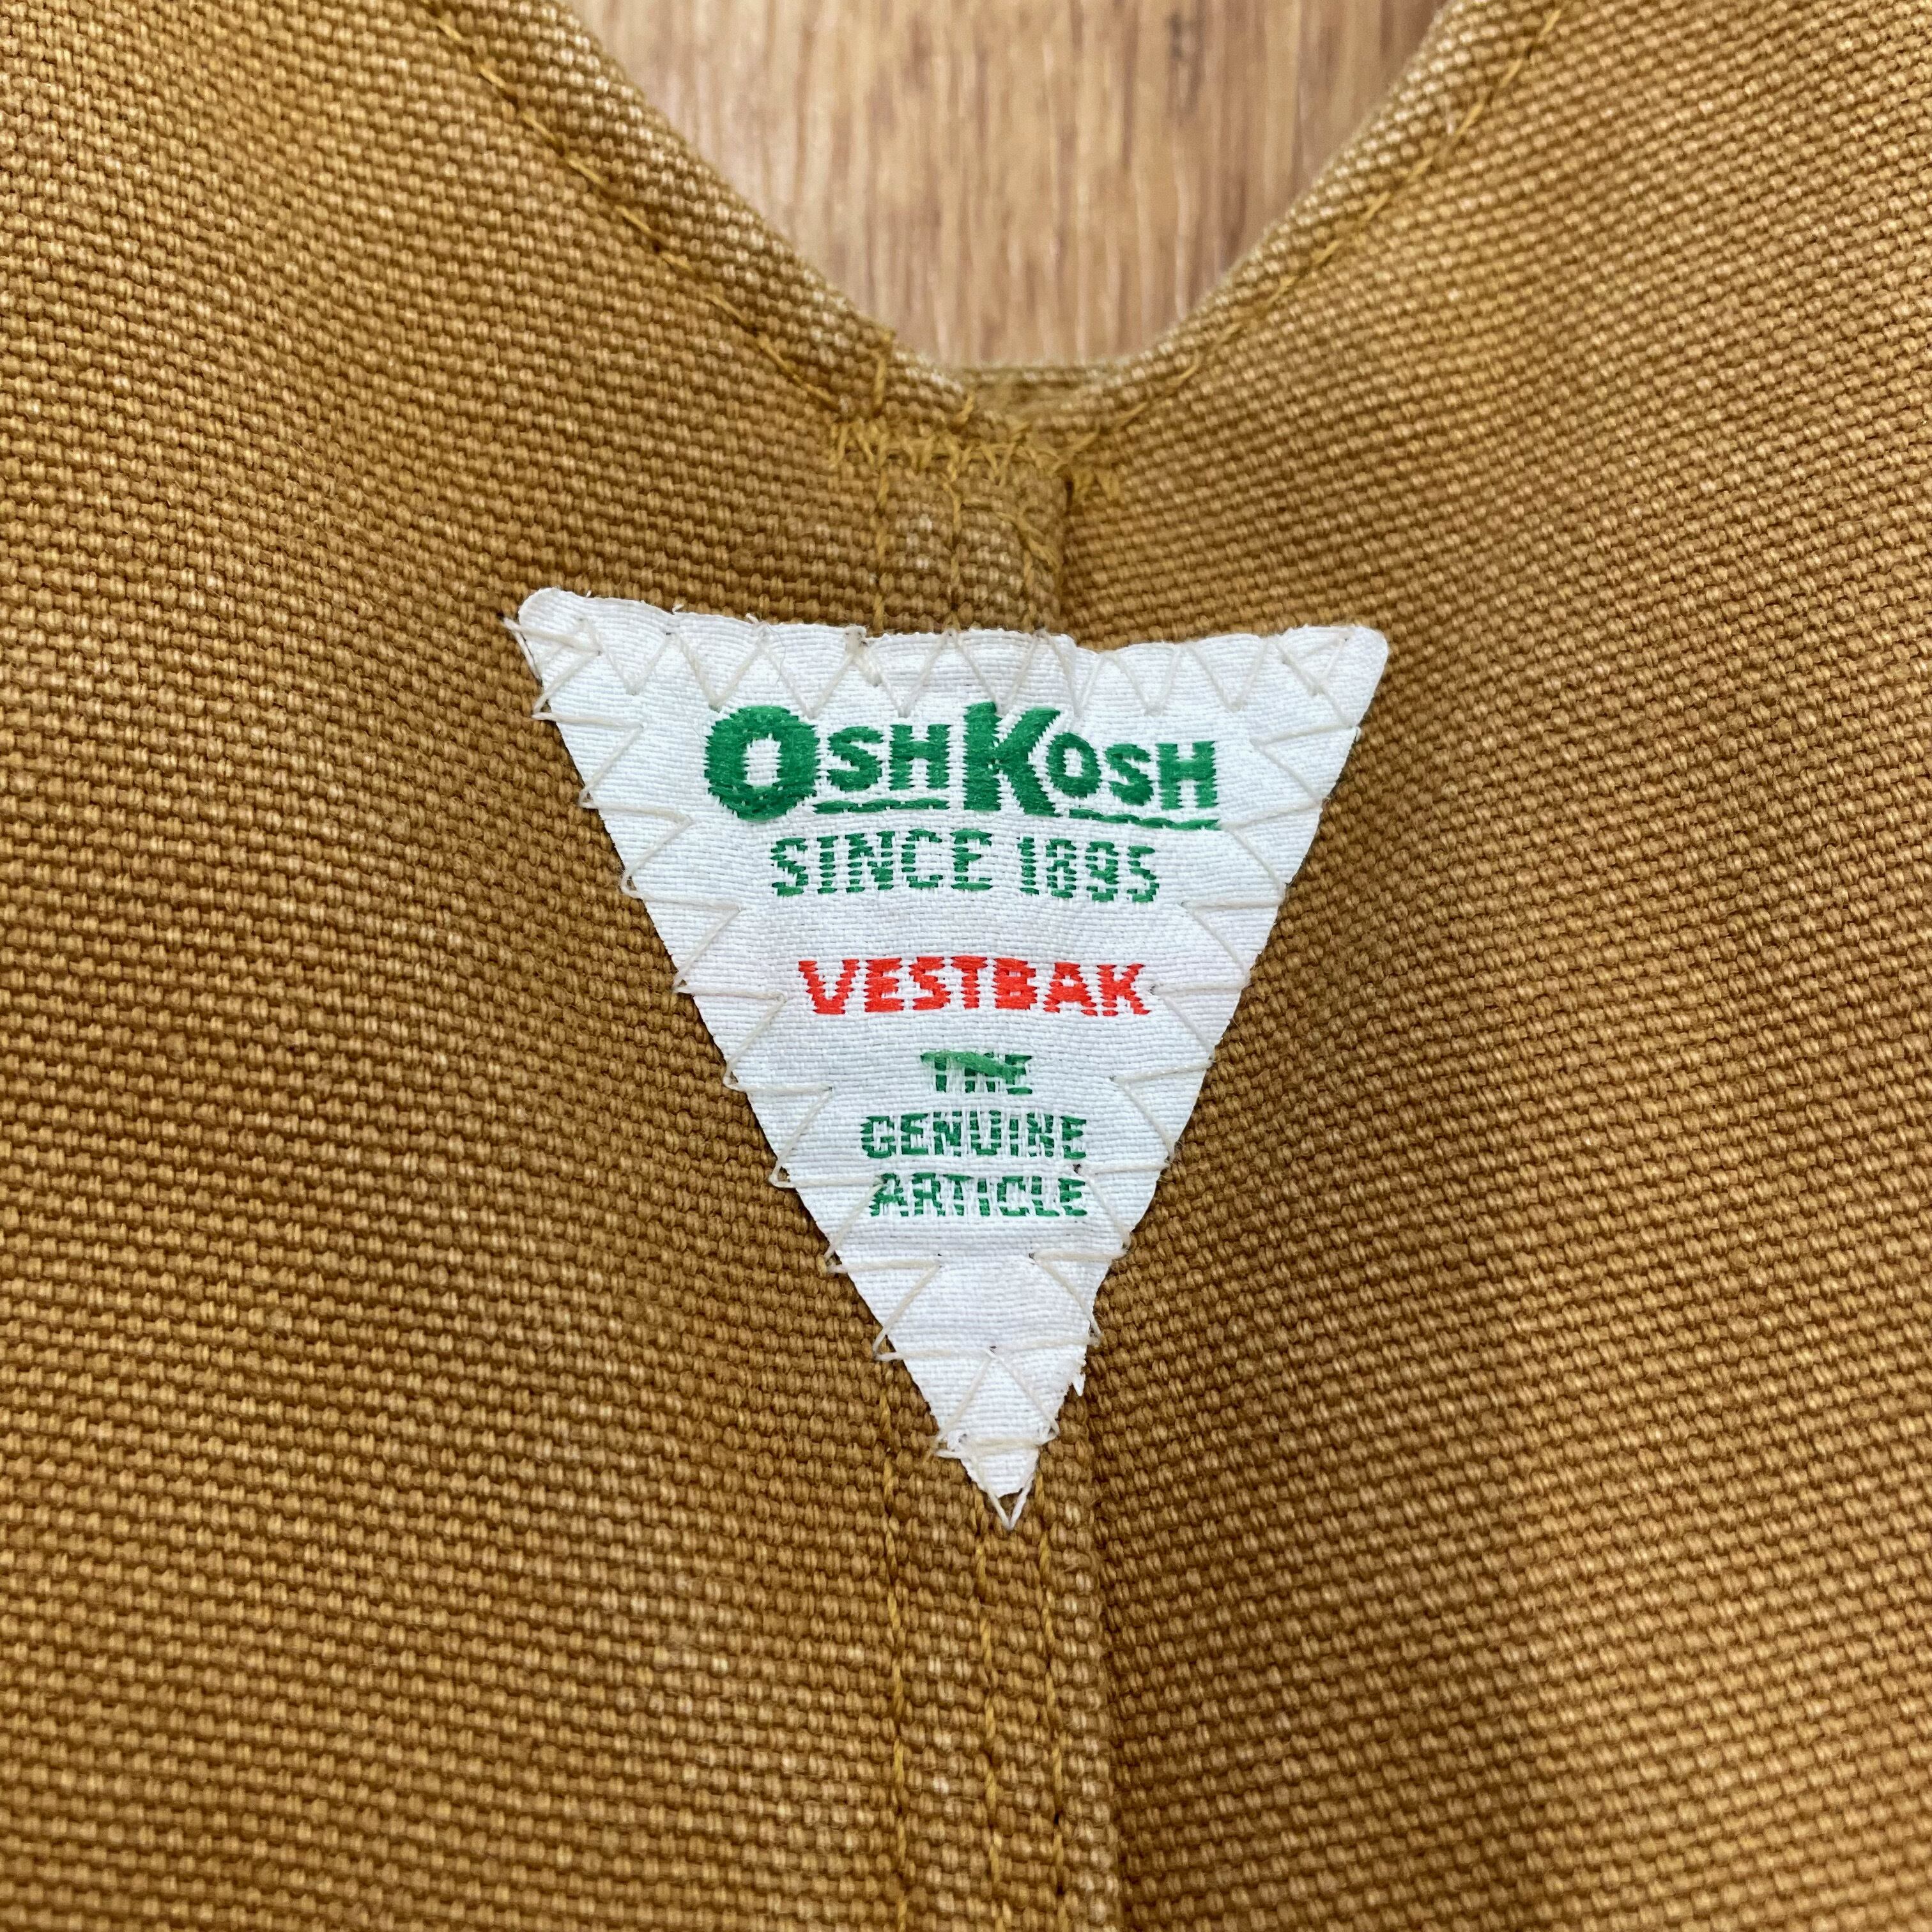 OSHKOSH
SINCE 1895
VESTBAK
THE
GENUINE
ARTICLE